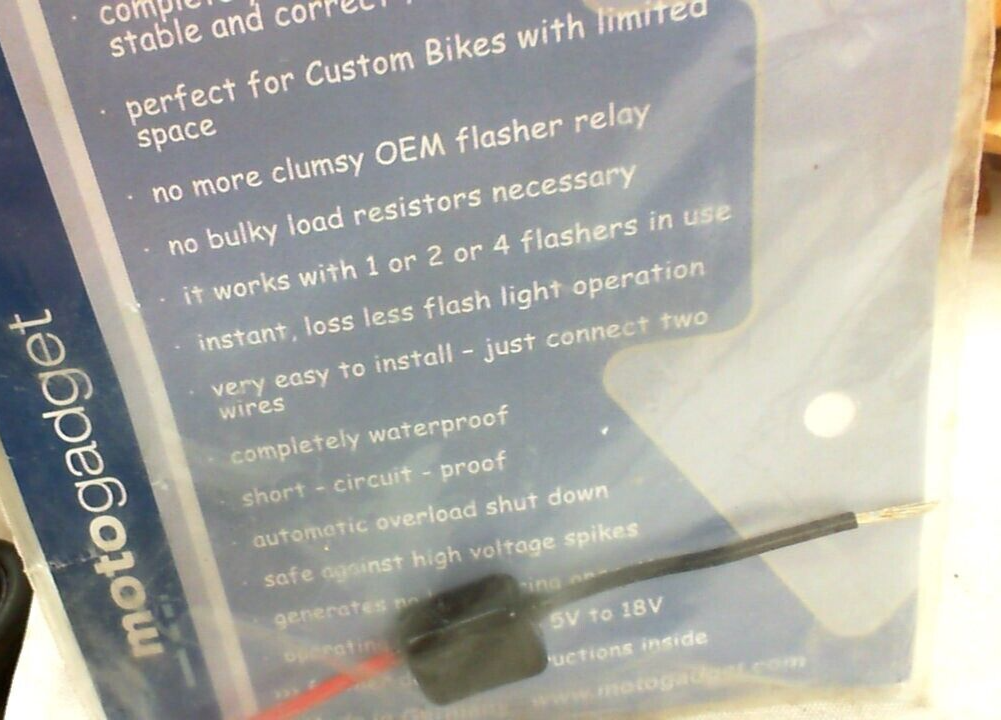 stable and correct
perfect for Custom Bikes with limited
space
no more clumsy OEM flasher relay
no bulky load resistors necessary
it works with 1 or 2 or 4 flashers in use
instant, loss less flash light operation
very easy to install - just connect two
wires
completely waterproof
short - circuit - proof
automatic overload shut down
safe against high voltage spikes
generates
operating 5V to 18V
inside
www.motogadget.com
motogadget